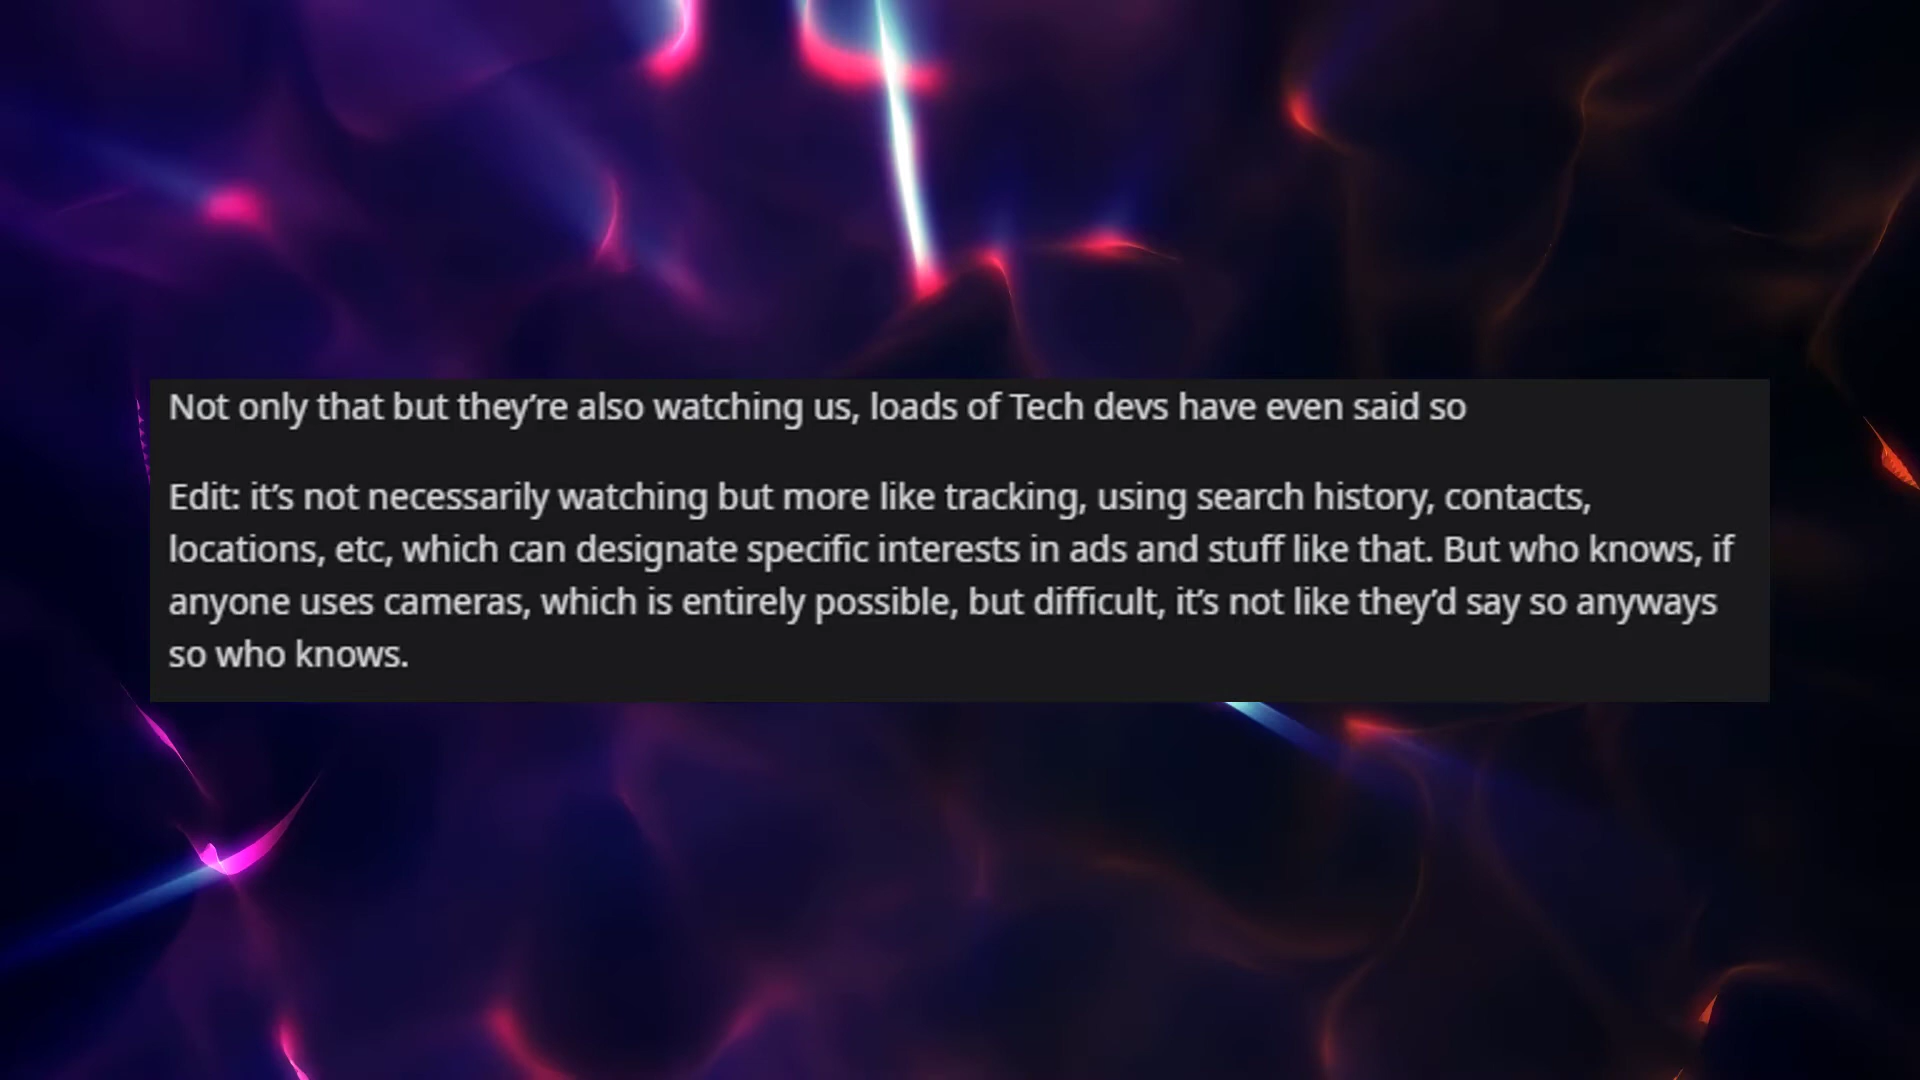 Not only that but they’re also watching us, loads of Tech devs have even said so
Edit: it’s not necessarily watching but more like tracking, using search history, contacts,
locations, etc, which can designate specific interests in ads and stuff like that. But who knows, if
anyone uses cameras, which is entirely possible, but difficult, it’s not like they’d say so anyways
so who knows.